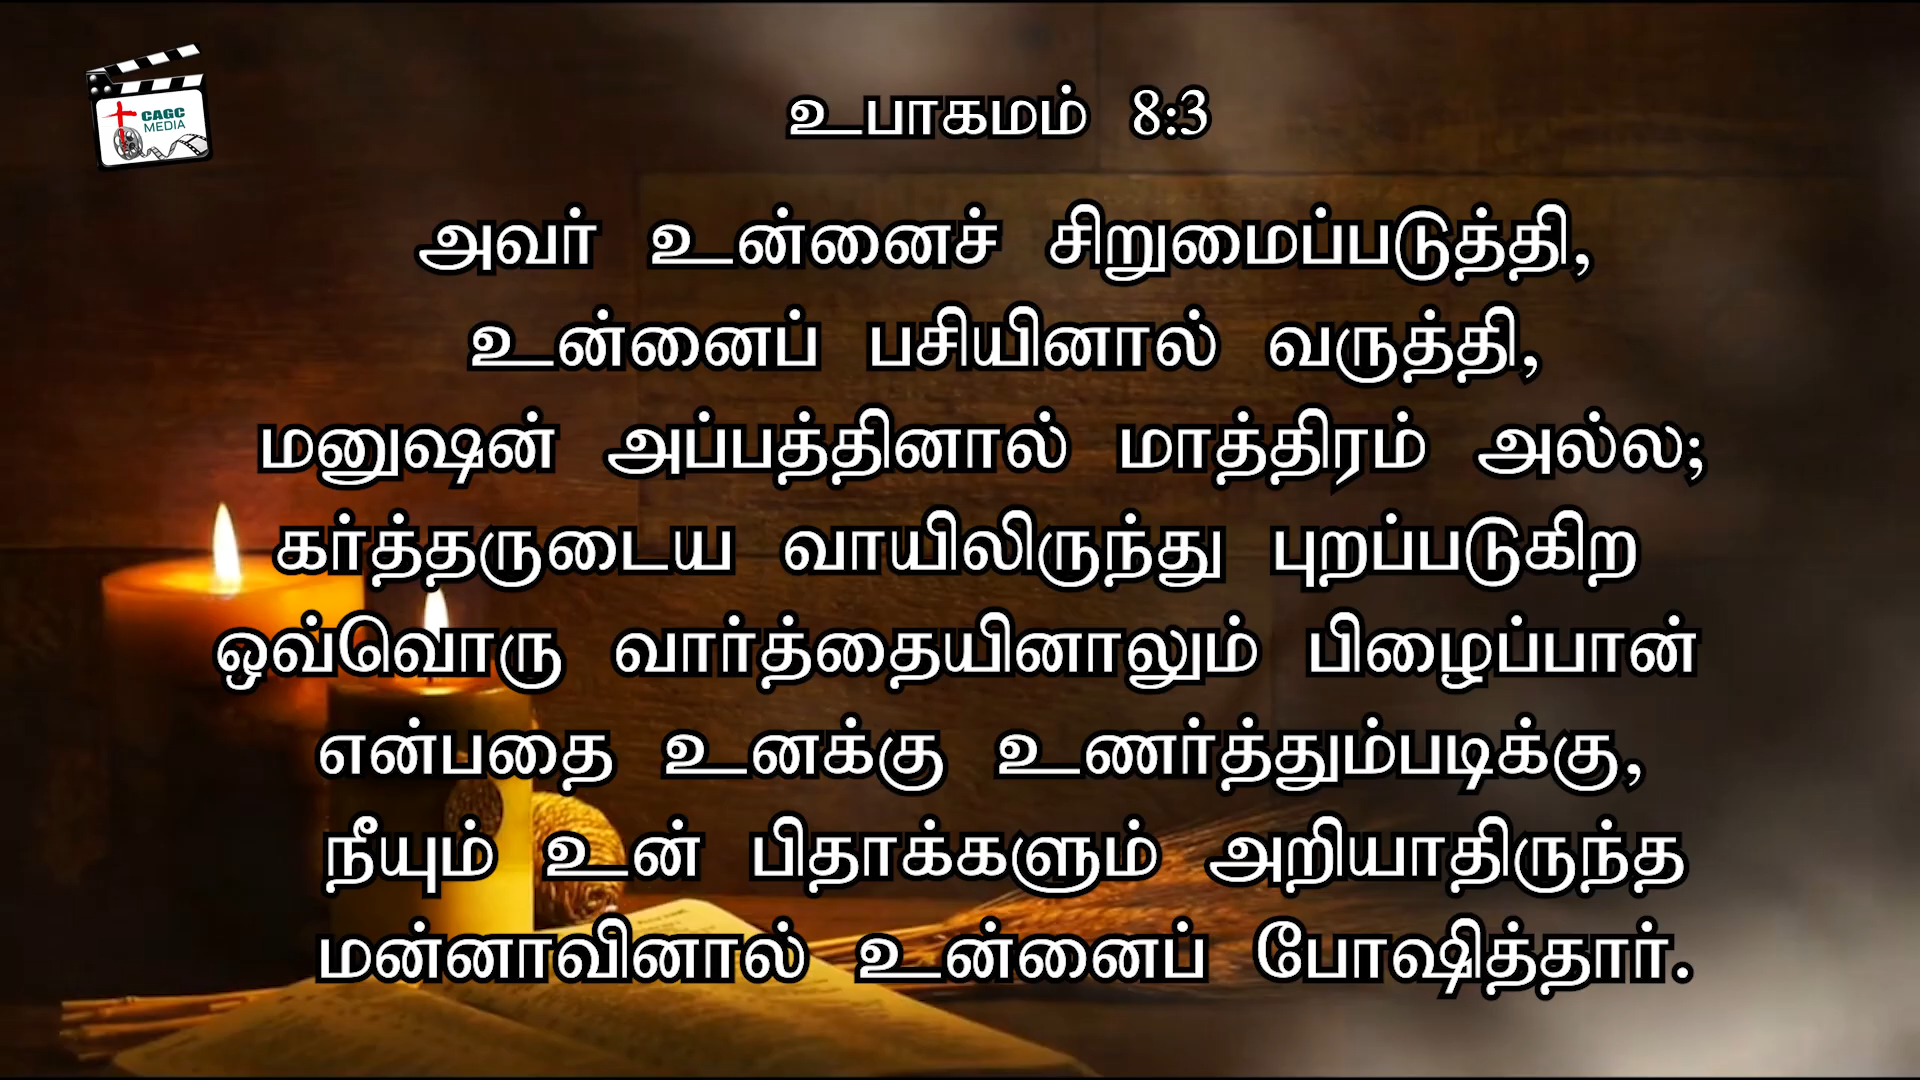 CAGC
MEDIA
உபாகமம் 8:3
அவர் உன்னைச் சிறுமைப்படுத்தி,
உன்னைப் பசியினால் வருத்தி,
மனுஷன் அப்பத்தினால் மாத்திரம் அல்ல;
கர்த்தருடைய வாயிலிருந்து புறப்படுகிற
ஒவ்வொரு வார்த்தையினாலும் பிழைப்பான்
என்பதை உனக்கு உணர்த்தும்படிக்கு,
நீயும் உன் பிதாக்களும் அறியாதிருந்த
மன்னாவினால் உன்னைப் போஷித்தார்.